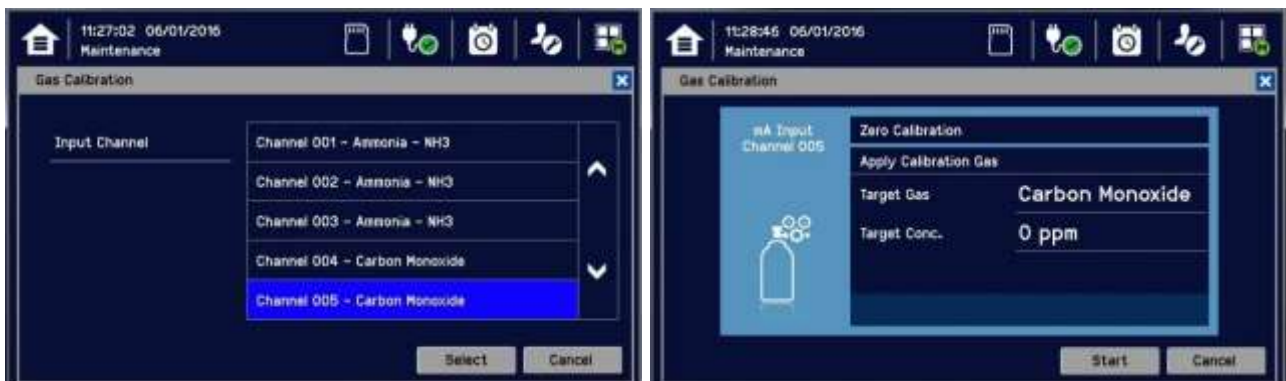 11:27:02 06/01/2016
Maintenance
Gas Calibration
Input Channel
Channel 001 - Ammonia - NH3
Channel 002 - Ammonia - NH3
Channel 003 - Ammonia - NH3
Channel 004 - Carbon Monoxide
Channel 005 - Carbon Monoxide
Select
Cancel
11:28:46 06/01/2016
Maintenance
Gas Calibration
mA Input
Channel 005
Zero Calibration
Apply Calibration Gas
Target Gas
Carbon Monoxide
Target Conc.
0 ppm
Start
Cancel